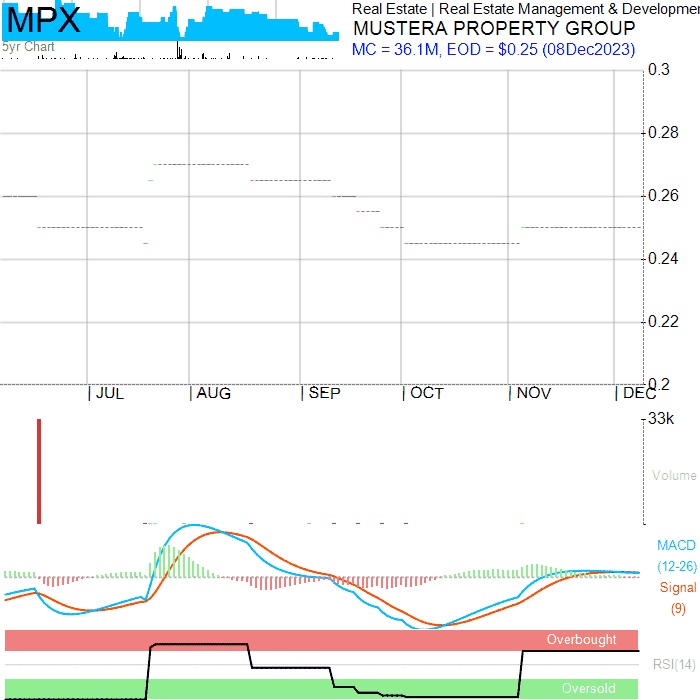 MPX
Real Estate | Real Estate Management & Developmen
MUSTERA PROPERTY GROUP
5yr Chart
MC = 36.1M, EOD = $0.25 (08Dec2023)
0.3
0.28
0.26
0.24
0.22
0.2
| JUL | AUG | SEP | OCT | NOV | DEC
33k
Volume
MACD
(12-26)
Signal
(9)
Overbought
RSI(14)
Oversold